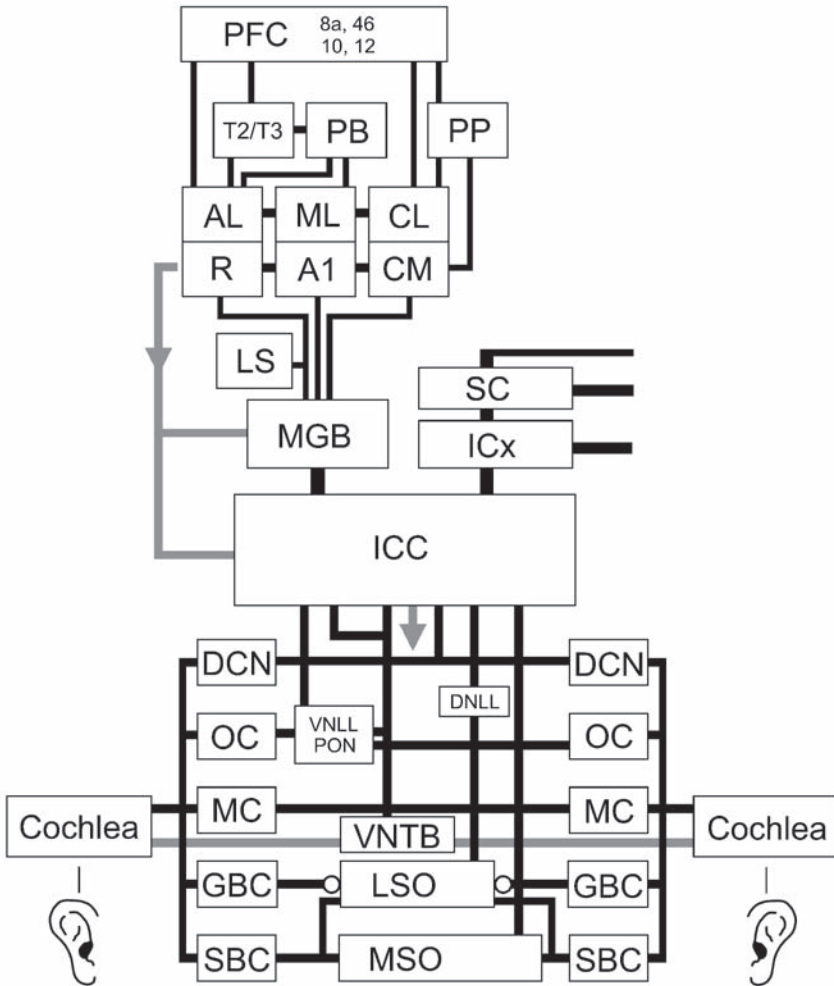 PFC 8a, 46
10, 12
T2/T3 PB PP
AL ML CL
R A1 CM
LS
SC
MGB ICx
ICC
DCN DCN
DNLL
OC VNLL OC
PON
MC MC
Cochlea Cochlea
VNTB
GBC LSO GBC
SBC MSO SBC